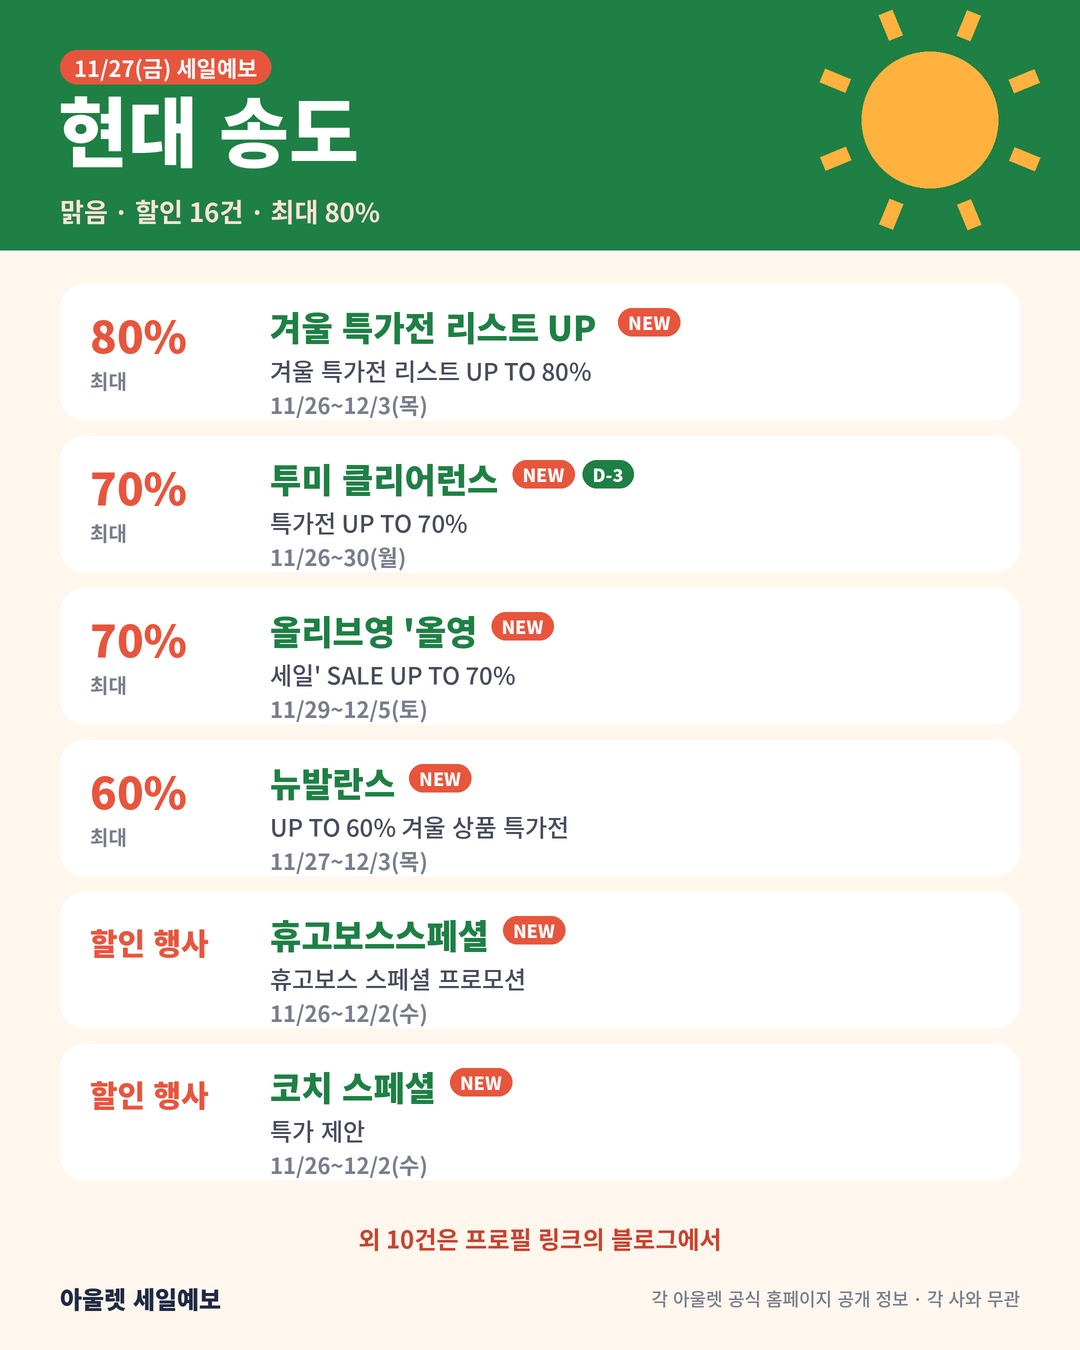 11/27(금) 세일예보
현대 송도
맑음 · 할인 16건 · 최대 80%
80%
최대
겨울 특가전 리스트 UP NEW
겨울 특가전 리스트 UP TO 80%
11/26~12/3(목)
70%
최대
투미 클리어런스 NEW D-3
특가전 UP TO 70%
11/26~30(월)
70%
최대
올리브영 '올영 NEW
세일' SALE UP TO 70%
11/29~12/5(토)
60%
최대
뉴발란스 NEW
UP TO 60% 겨울 상품 특가전
11/27~12/3(목)
할인 행사
휴고보스스페셜 NEW
휴고보스 스페셜 프로모션
11/26~12/2(수)
할인 행사
코치 스페셜 NEW
특가 제안
11/26~12/2(수)
외 10건은 프로필 링크의 블로그에서
아울렛 세일예보
각 아울렛 공식 홈페이지 공개 정보 · 각 사와 무관